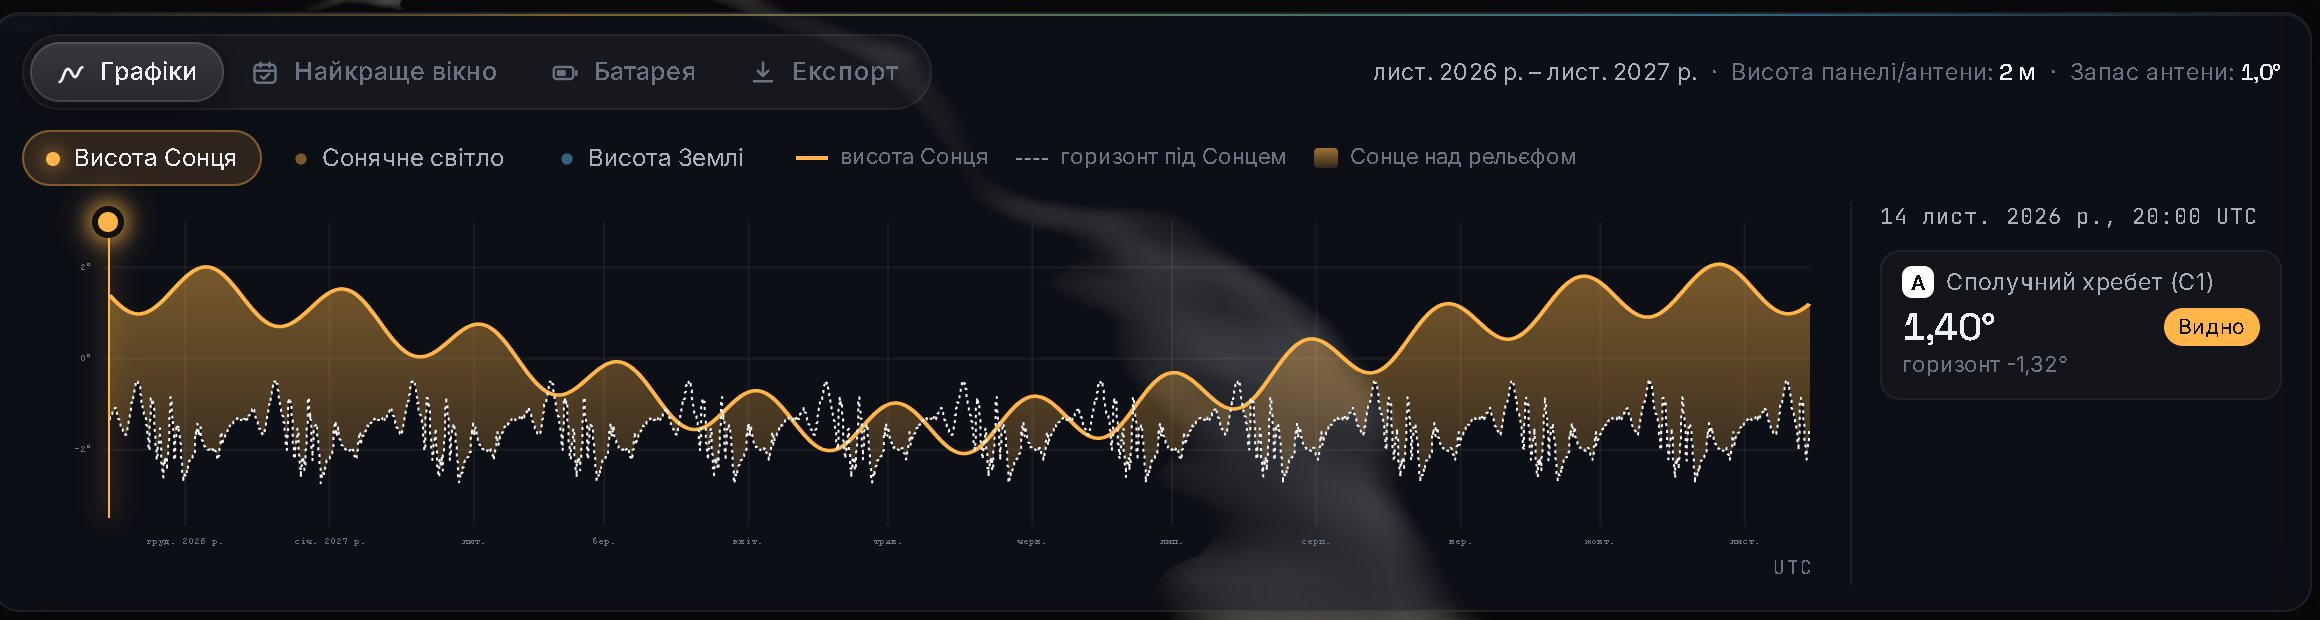 Графіки Найкраще вікно Батарея Експорт
лист. 2026 р. – лист. 2027 р. · Висота панелі/антени: 2 м · Запас антени: 1,0°
Висота Сонця Сонячне світло Висота Землі висота Сонця горизонт під Сонцем Сонце над рельєфом
14 лист. 2026 р., 20:00 UTC
A Сполучний хребет (C1)
1,40° Видно
горизонт -1,32°
2°
0°
-2°
груд. 2026 р. січ. 2027 р. лют. бер. квіт. трав. черв. лип. серп. вер. жовт. лист.
UTC